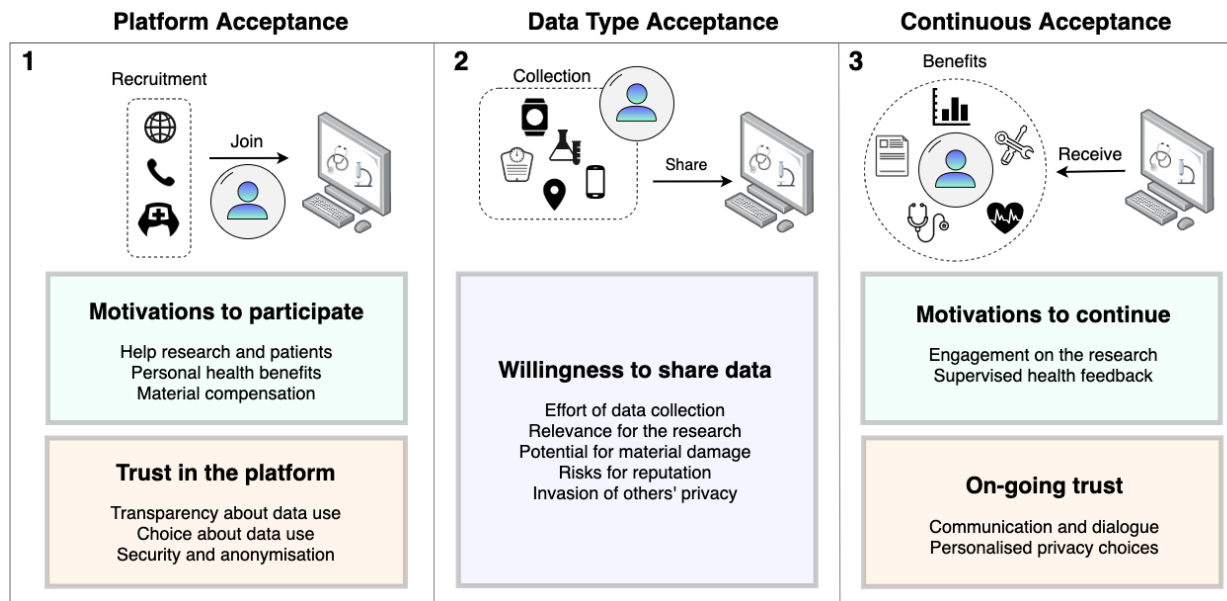 Platform Acceptance
Data Type Acceptance
Continuous Acceptance
1
Recruitment
Join
Motivations to participate
Help research and patients
Personal health benefits
Material compensation
Trust in the platform
Transparency about data use
Choice about data use
Security and anonymisation
2
Collection
Share
Willingness to share data
Effort of data collection
Relevance for the research
Potential for material damage
Risks for reputation
Invasion of others' privacy
3
Benefits
Receive
Motivations to continue
Engagement on the research
Supervised health feedback
On-going trust
Communication and dialogue
Personalised privacy choices